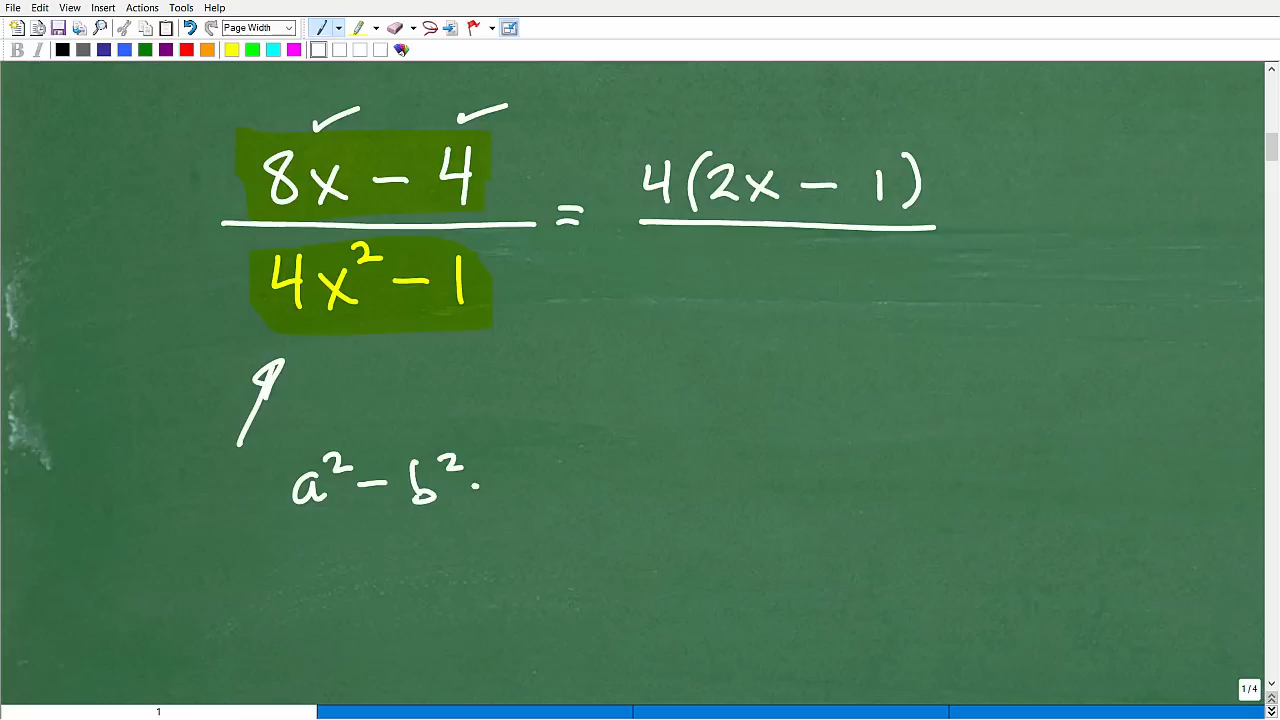 File Edit View Insert Actions Tools Help
Page Width
B I
8x - 4 = 4(2x - 1)
4x² - 1
a² - b²
1/4
1